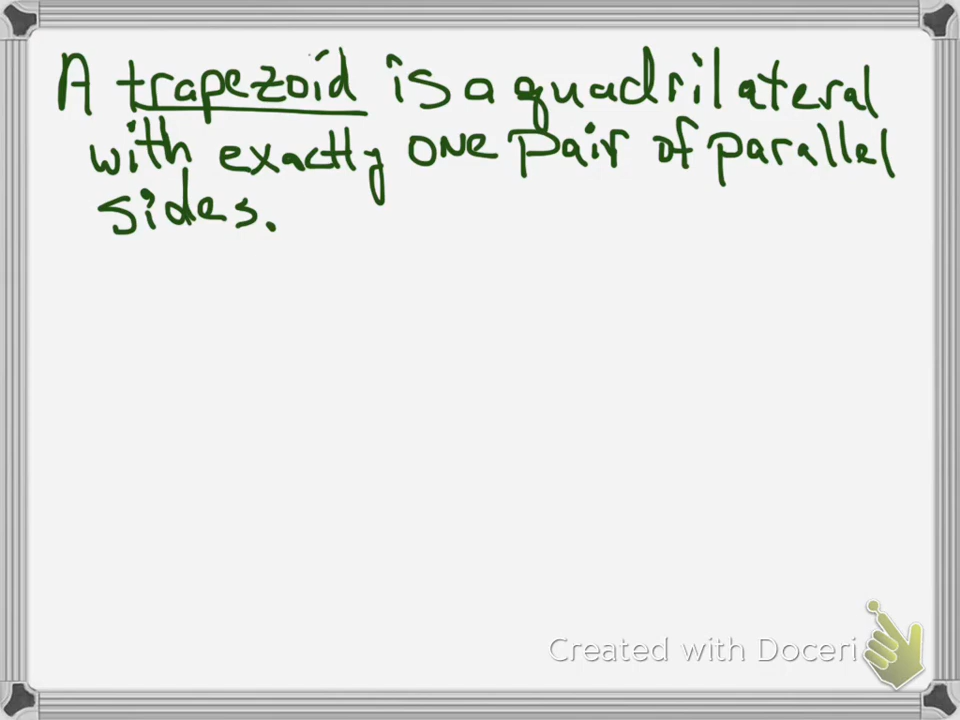 A trapezoid is a quadrilateral
with exactly one pair of parallel
sides.
Created with Doceri